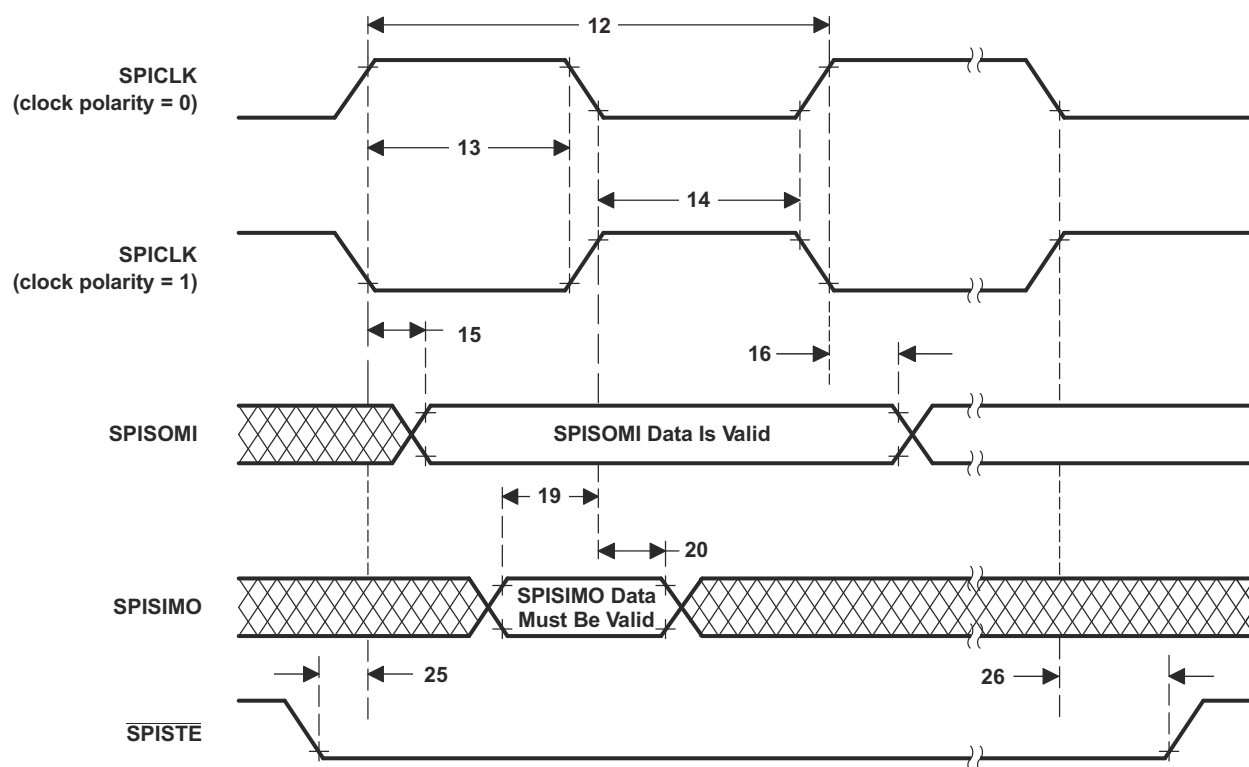 12
SPICLK
(clock polarity = 0)
13
14
SPICLK
(clock polarity = 1)
15
16
SPISOMI
SPISOMI Data Is Valid
19
20
SPISIMO
SPISIMO Data
Must Be Valid
25
26
SPISTE